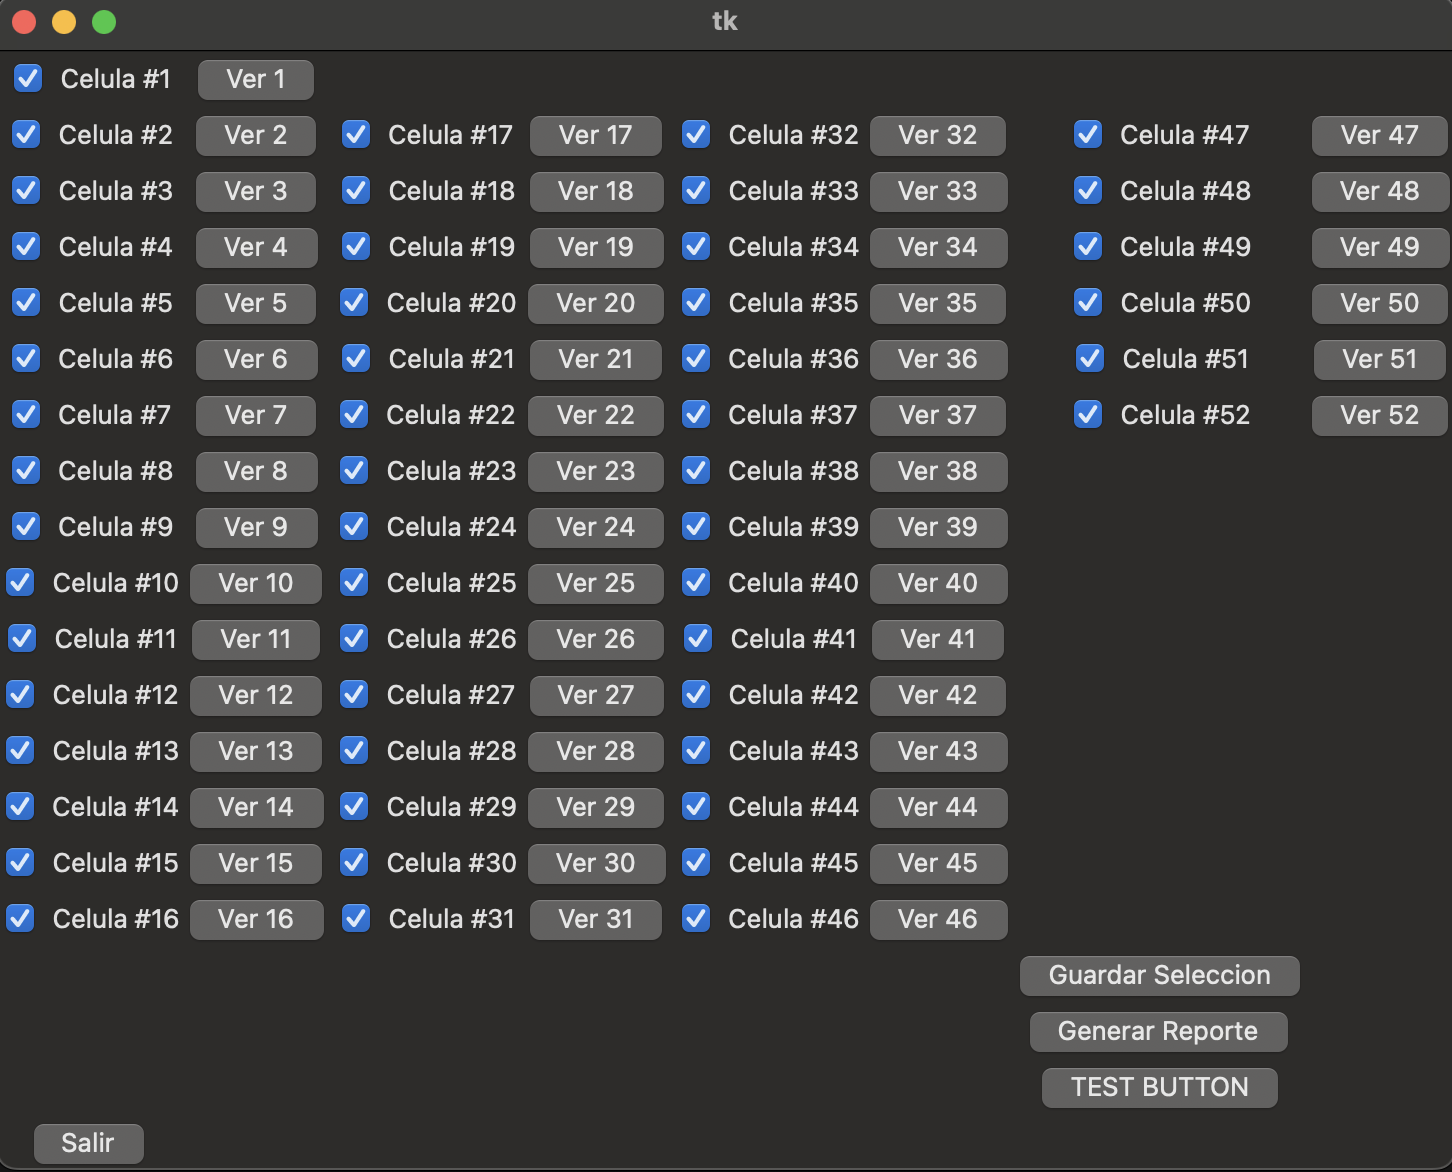 tk
Celula #1 Ver 1
Celula #2 Ver 2 Celula #17 Ver 17 Celula #32 Ver 32 Celula #47 Ver 47
Celula #3 Ver 3 Celula #18 Ver 18 Celula #33 Ver 33 Celula #48 Ver 48
Celula #4 Ver 4 Celula #19 Ver 19 Celula #34 Ver 34 Celula #49 Ver 49
Celula #5 Ver 5 Celula #20 Ver 20 Celula #35 Ver 35 Celula #50 Ver 50
Celula #6 Ver 6 Celula #21 Ver 21 Celula #36 Ver 36 Celula #51 Ver 51
Celula #7 Ver 7 Celula #22 Ver 22 Celula #37 Ver 37 Celula #52 Ver 52
Celula #8 Ver 8 Celula #23 Ver 23 Celula #38 Ver 38
Celula #9 Ver 9 Celula #24 Ver 24 Celula #39 Ver 39
Celula #10 Ver 10 Celula #25 Ver 25 Celula #40 Ver 40
Celula #11 Ver 11 Celula #26 Ver 26 Celula #41 Ver 41
Celula #12 Ver 12 Celula #27 Ver 27 Celula #42 Ver 42
Celula #13 Ver 13 Celula #28 Ver 28 Celula #43 Ver 43
Celula #14 Ver 14 Celula #29 Ver 29 Celula #44 Ver 44
Celula #15 Ver 15 Celula #30 Ver 30 Celula #45 Ver 45
Celula #16 Ver 16 Celula #31 Ver 31 Celula #46 Ver 46
Guardar Seleccion
Generar Reporte
TEST BUTTON
Salir